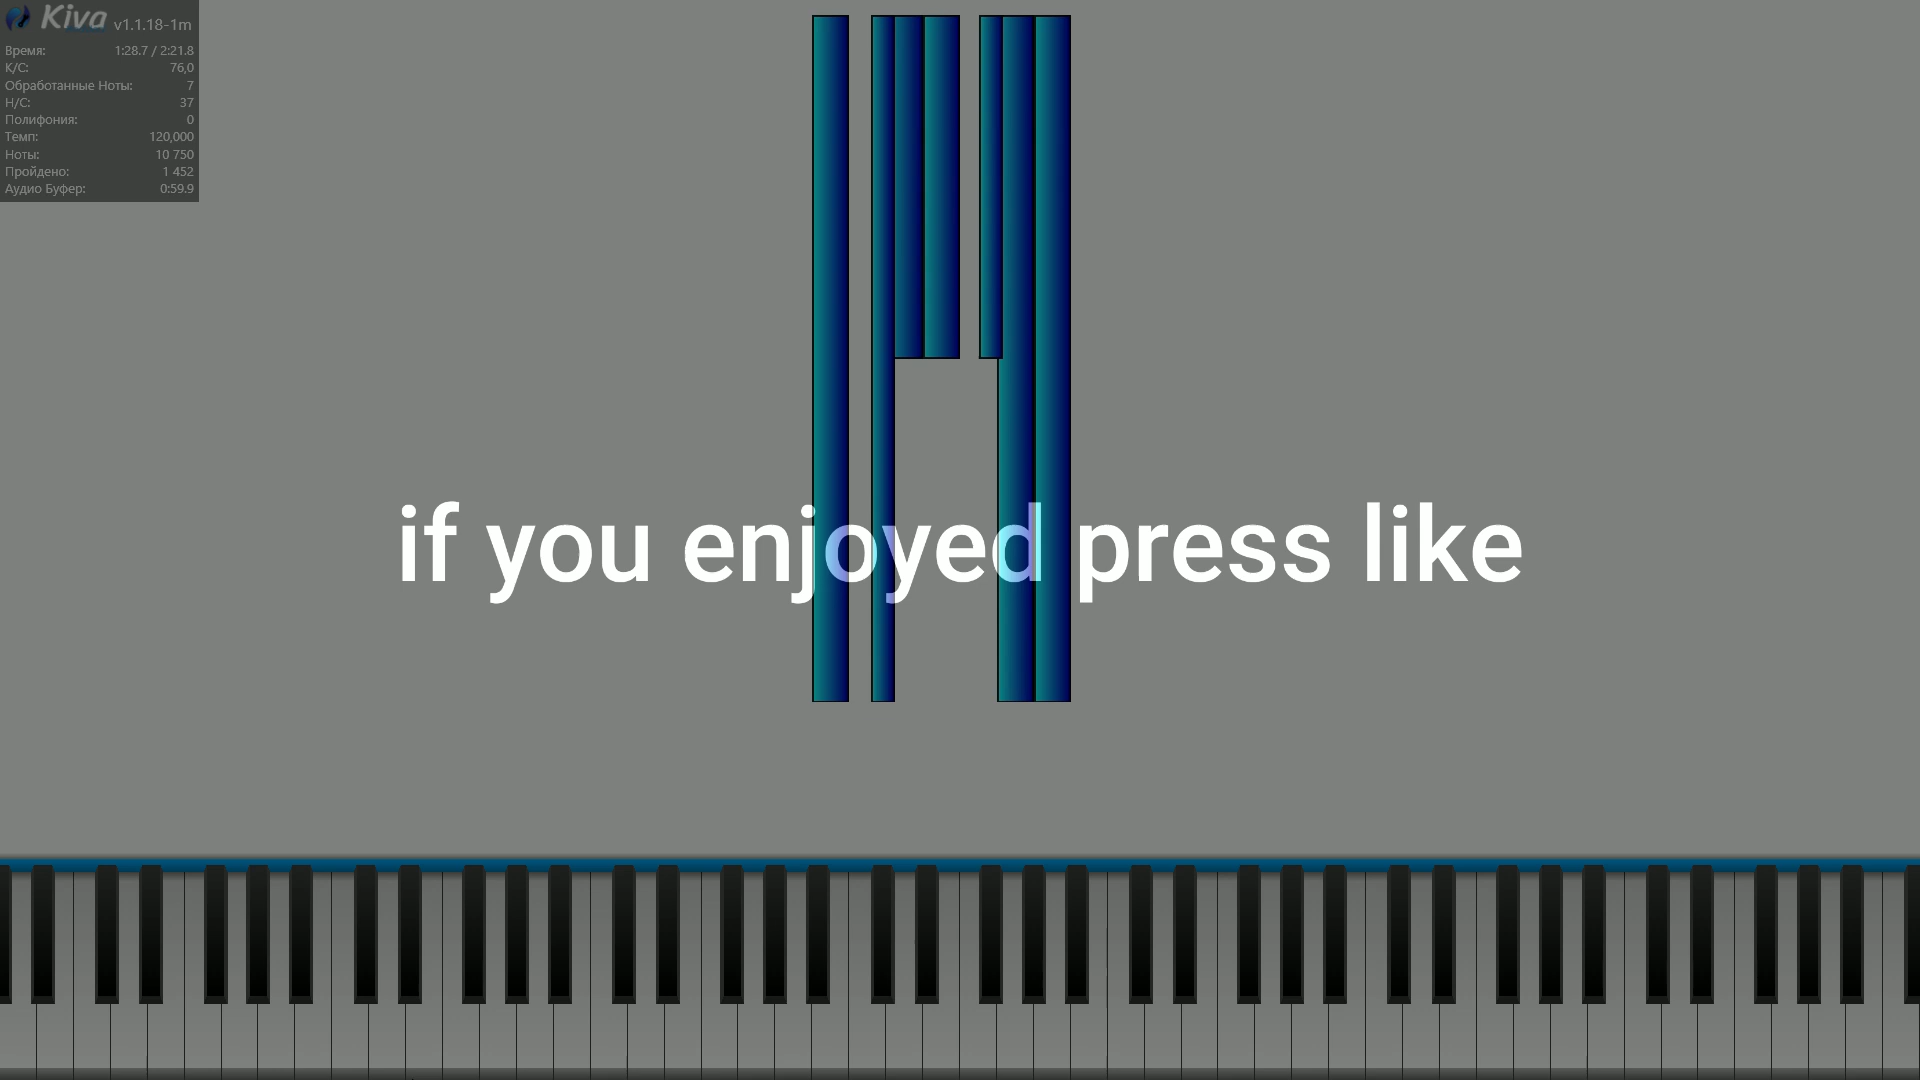 Kiva v1.1.18-1m
Время: 1:28.7 / 2:21.8
К/С: 76,0
Обработанные Ноты: 7
Н/С: 37
Полифония: 0
Темп: 120,000
Ноты: 10 750
Пройдено: 1 452
Аудио Буфер: 0:59.9
if you enjoyed press like